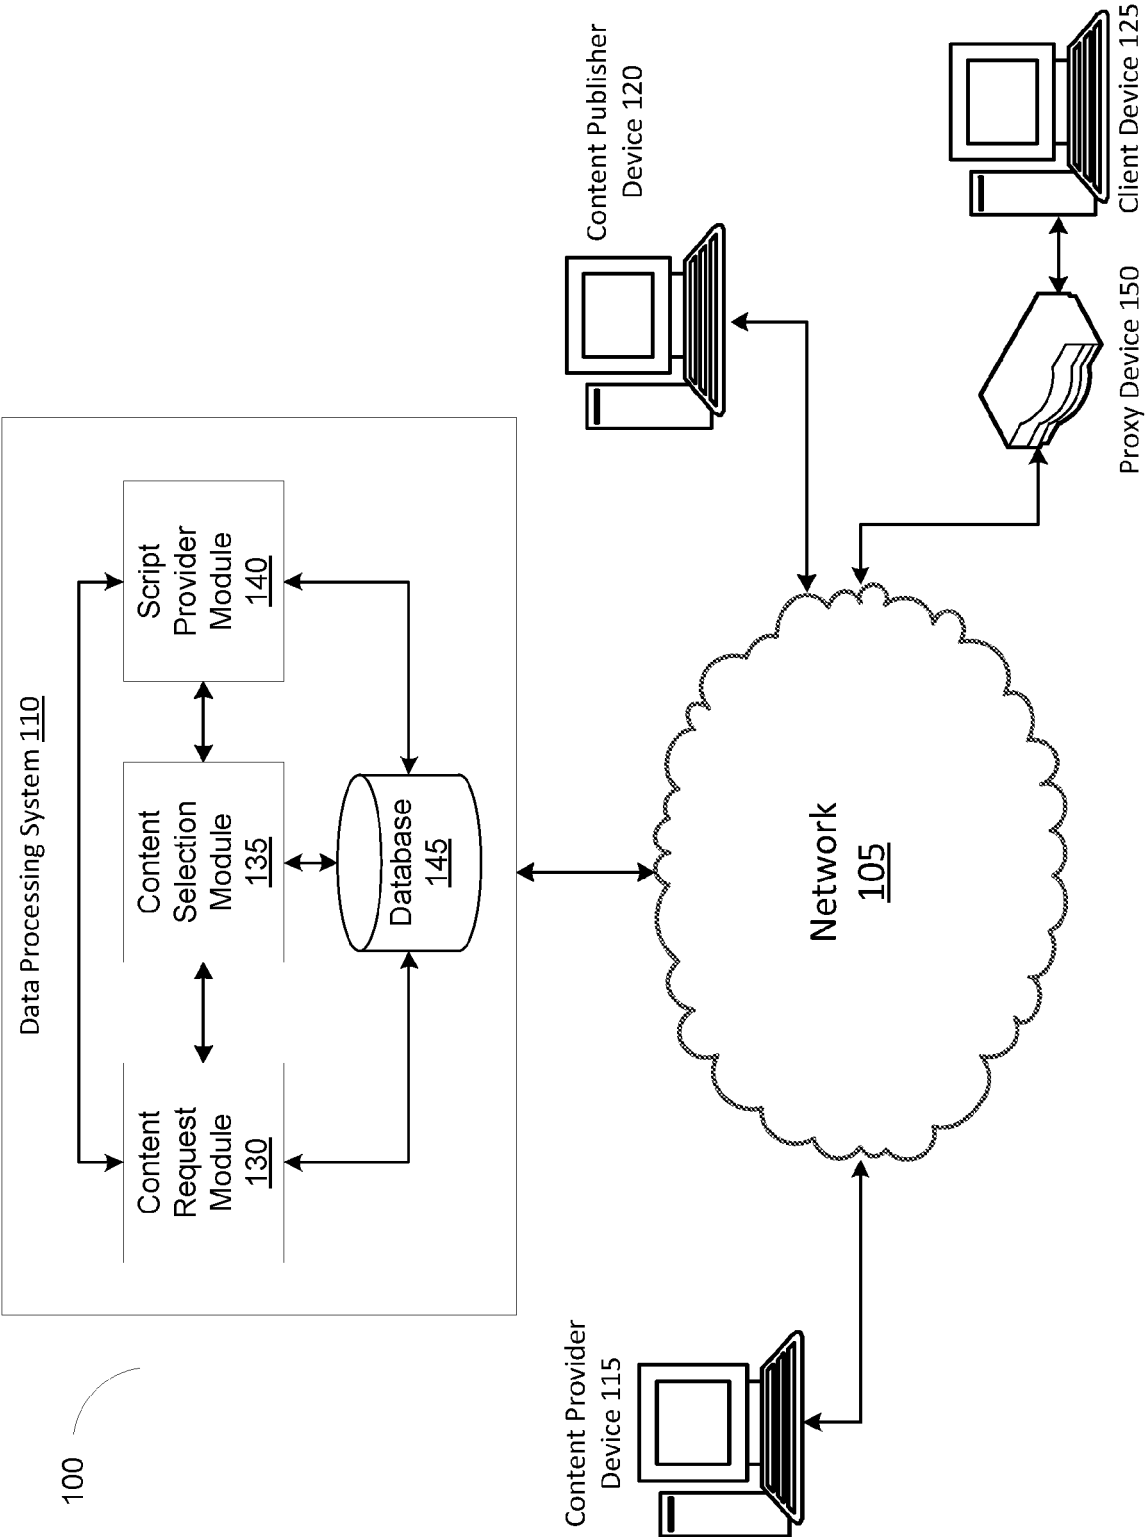 100
Data Processing System 110
Content
Request
Module
130
Content
Selection
Module
135
Script
Provider
Module
140
Database
145
Content Provider
Device 115
Network
105
Content Publisher
Device 120
Proxy Device 150
Client Device 125